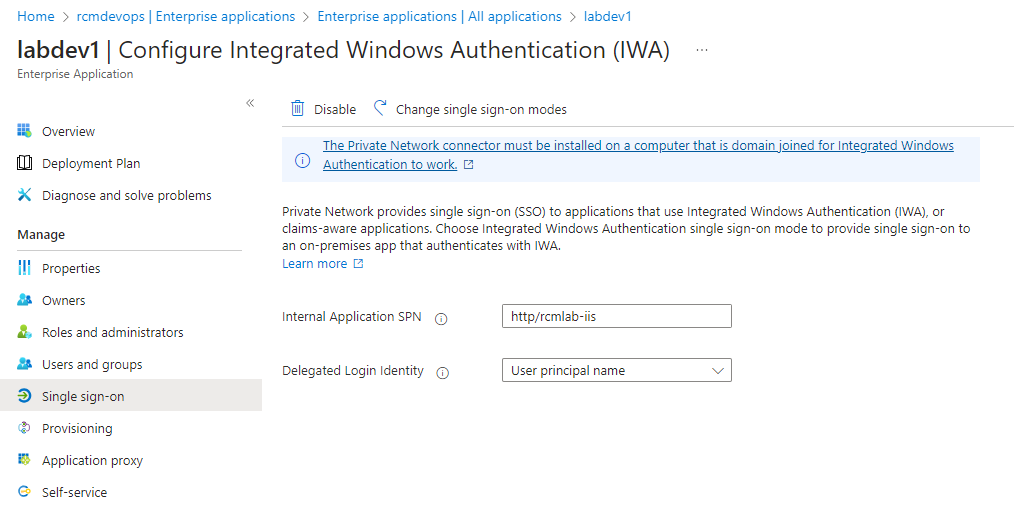 Home > rcmdevops | Enterprise applications > Enterprise applications | All applications > labdev1
labdev1 | Configure Integrated Windows Authentication (IWA) ...
Enterprise Application
«
Overview
Deployment Plan
Diagnose and solve problems
Manage
Properties
Owners
Roles and administrators
Users and groups
Single sign-on
Provisioning
Application proxy
Self-service
Disable Change single sign-on modes
The Private Network connector must be installed on a computer that is domain joined for Integrated Windows
Authentication to work.
Private Network provides single sign-on (SSO) to applications that use Integrated Windows Authentication (IWA), or
claims-aware applications. Choose Integrated Windows Authentication single sign-on mode to provide single sign-on to
an on-premises app that authenticates with IWA.
Learn more
Internal Application SPN http/rcmlab-iis
Delegated Login Identity User principal name